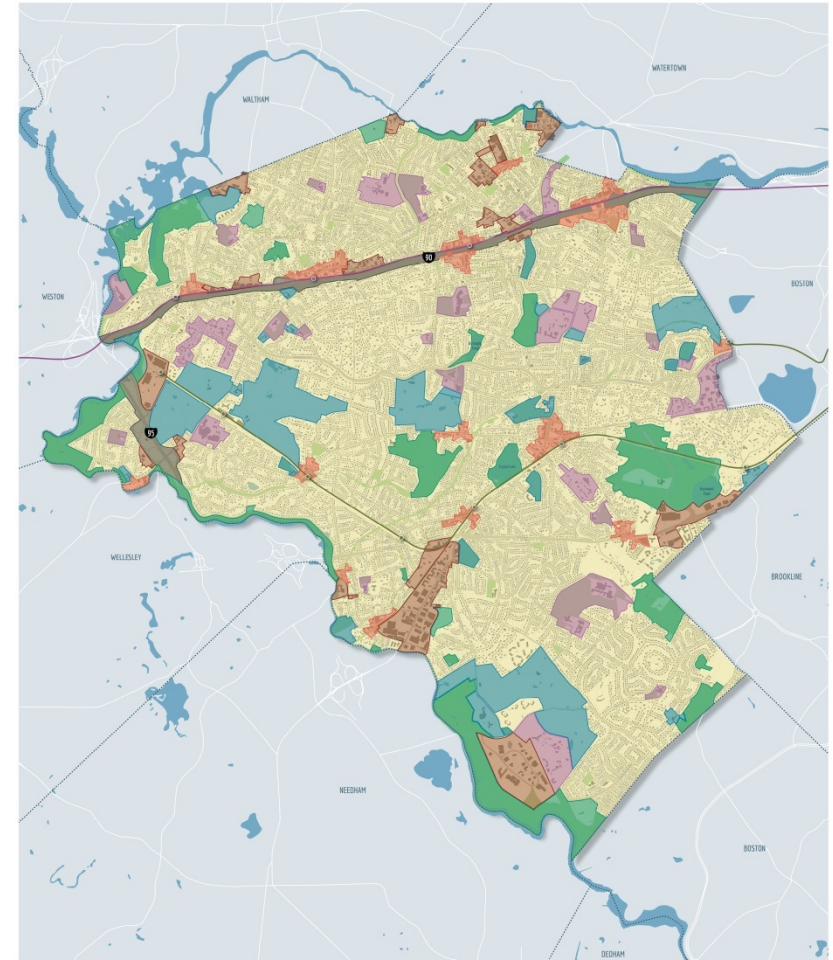 WATERTOWN
WALTHAM
90
BOSTON
WESTON
95
WELLESLEY
BROOKLINE
NEEDHAM
BOSTON
DEDHAM